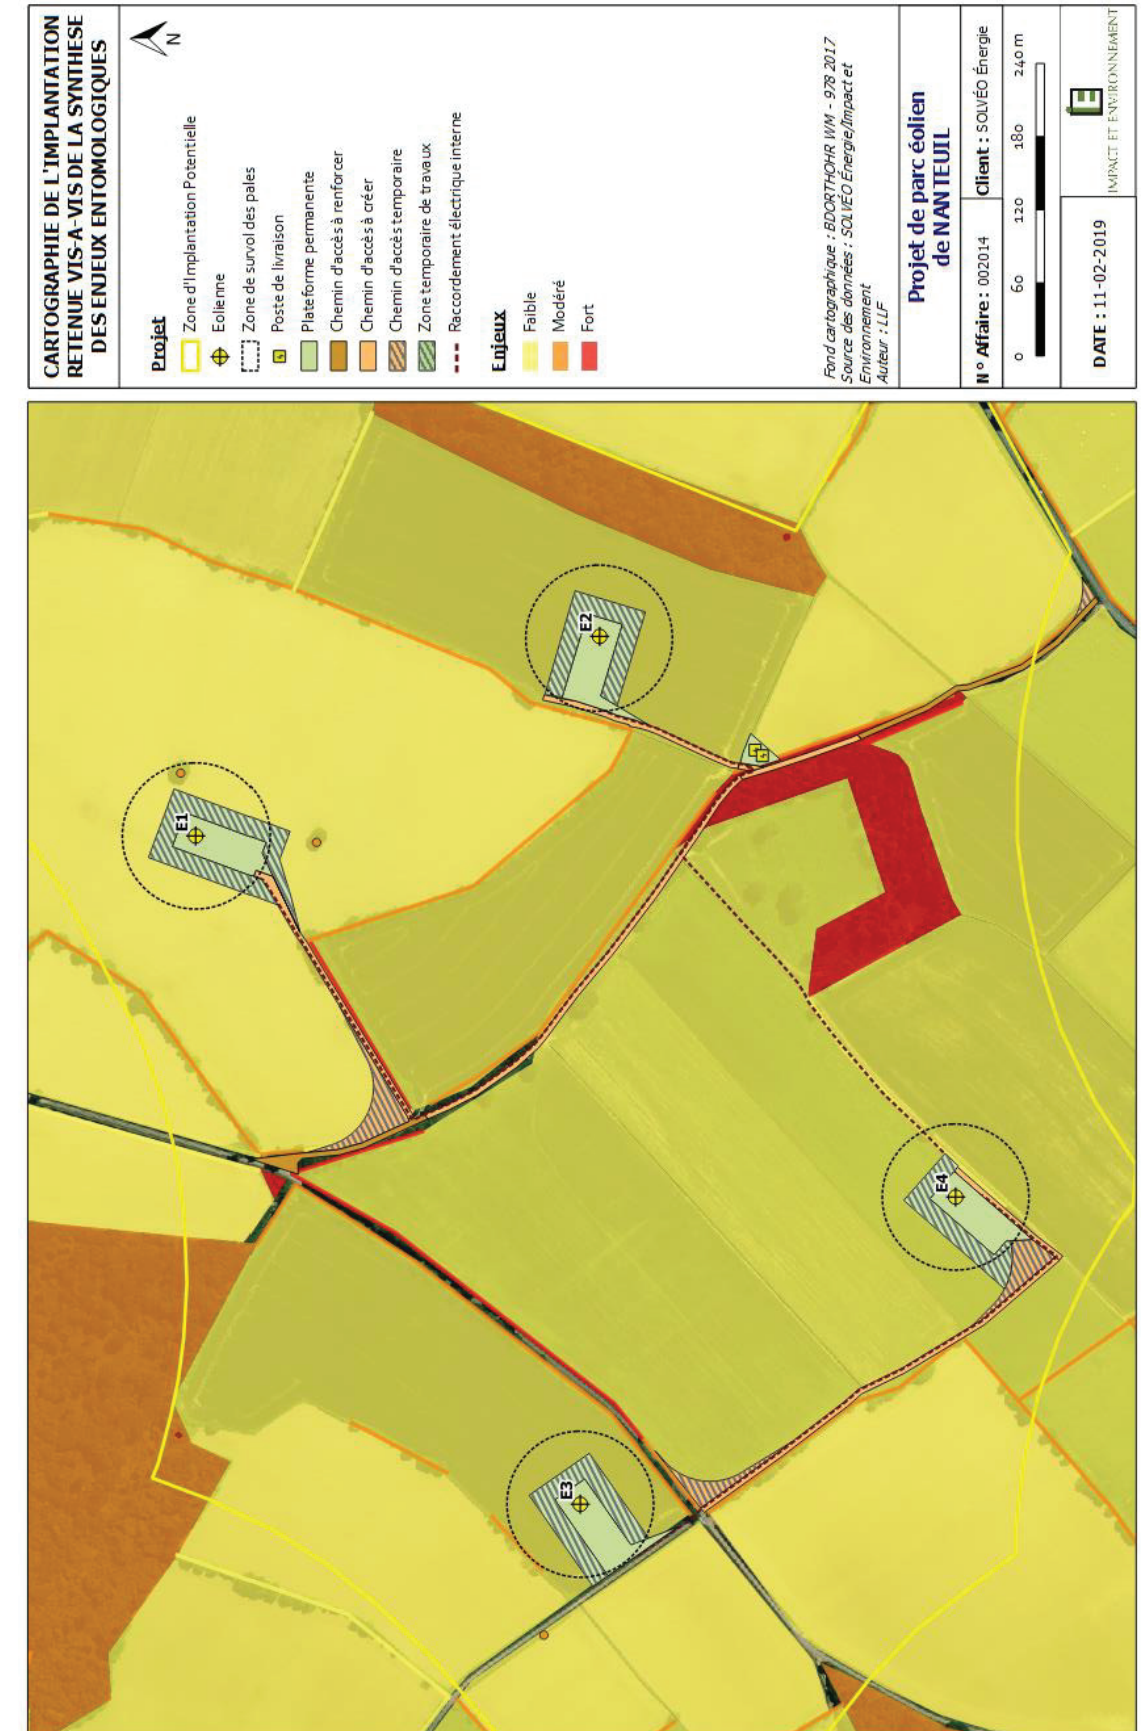 CARTOGRAPHIE DE L'IMPLANTATION
RETENUE VIS-A-VIS DE LA SYNTHESE
DES ENJEUX ENTOMOLOGIQUES
N
Projet
Zone d'Implantation Potentielle
Eolienne
Zone de survol des pales
Poste de livraison
Plateforme permanente
Chemin d'accès à renforcer
Chemin d'accès à créer
Chemin d'accès temporaire
Zone temporaire de travaux
Raccordement électrique interne
Enjeux
Faible
Modéré
Fort
Fond cartographique : BDORTHOHR WM - 978 2017
Source des données : SOLVÉO Énergie/Impact et
Environnement
Auteur : LLF
Projet de parc éolien
de NANTEUIL
N° Affaire : 002014
Client : SOLVÉO Énergie
0 60 120 180 240 m
DATE : 11-02-2019
IE
IMPACT ET ENVIRONNEMENT
E1
E2
E3
E4